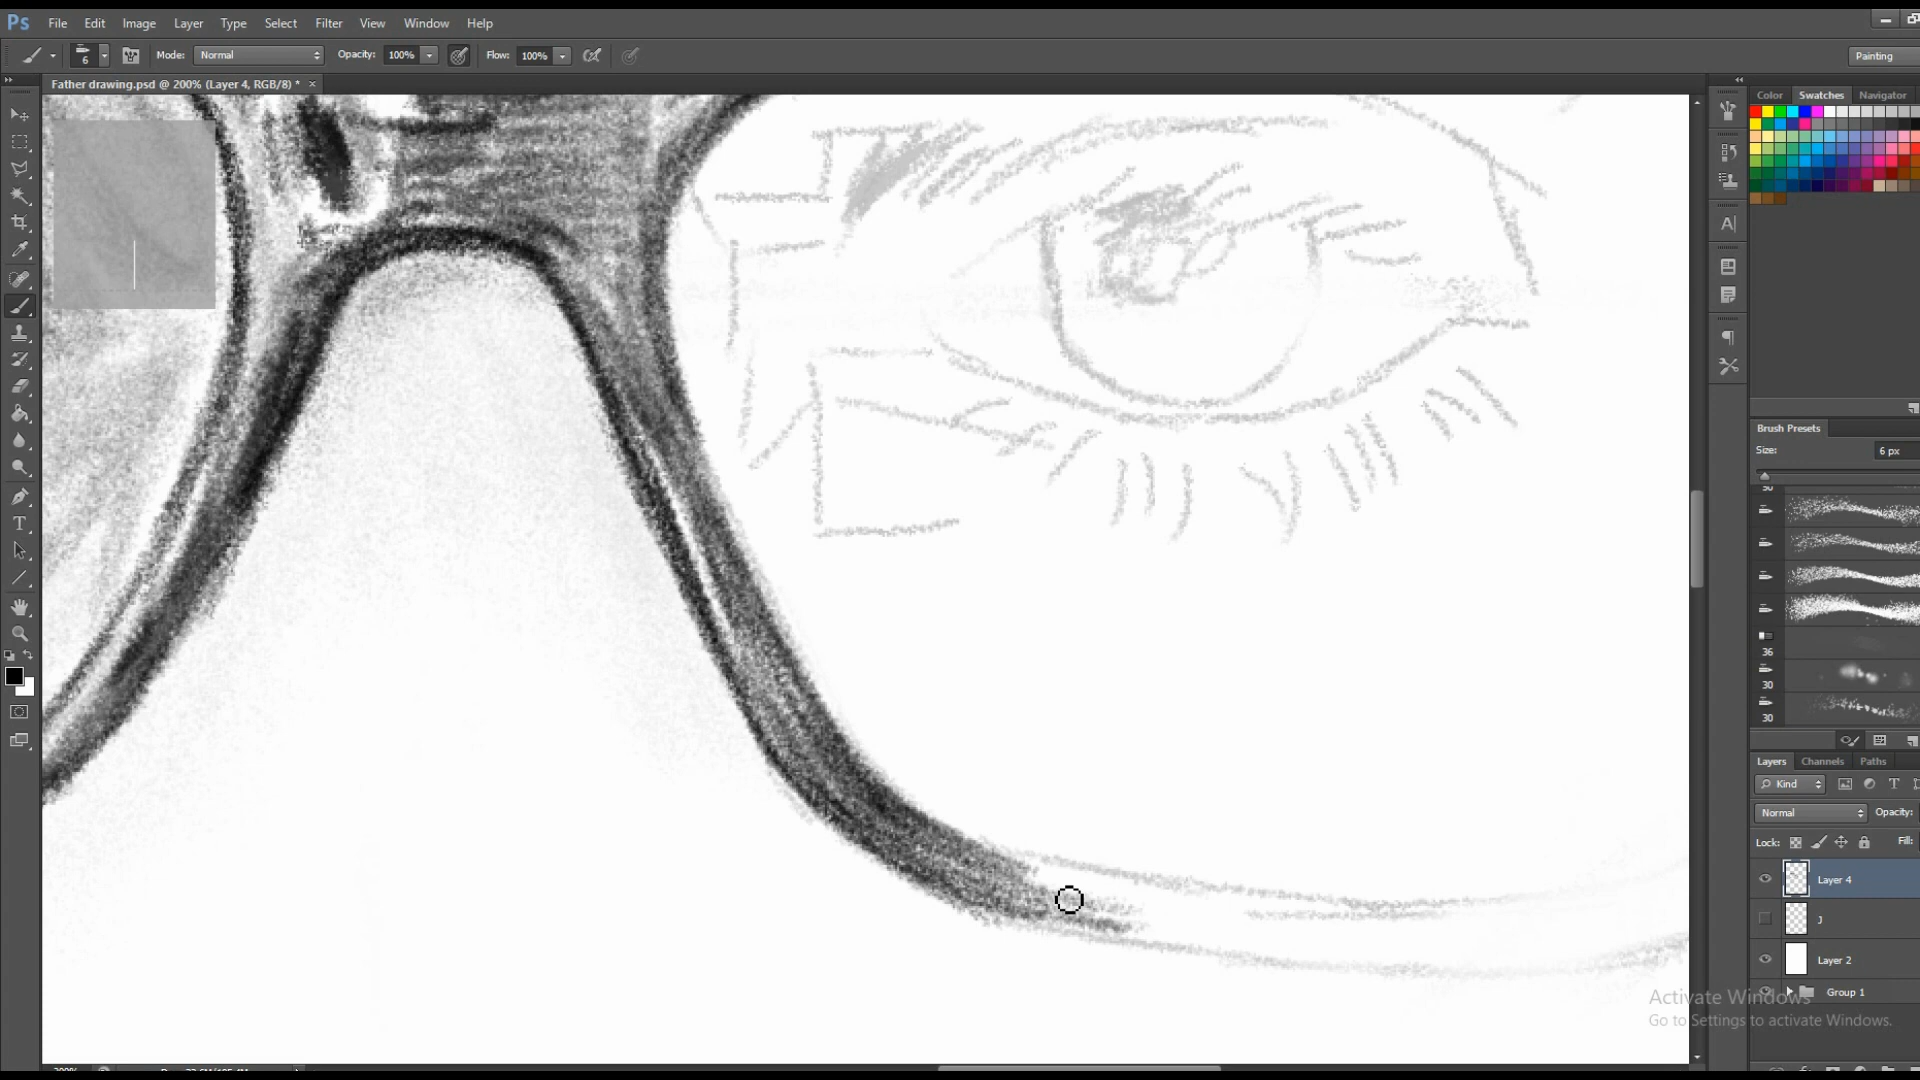 Ps File Edit Image Layer Type Select Filter View Window Help
6 Mode: Normal Opacity: 100% Flow: 100% Painting
Father drawing.psd @ 200% (Layer 4, RGB/8) * ×
Color Swatches Navigator
Brush Presets
Size: 6 px
36
30
30
Layers Channels Paths
Kind
Normal Opacity:
Lock: Fill:
Layer 4
J
Layer 2
Group 1
Activate Windows
Go to Settings to activate Windows.